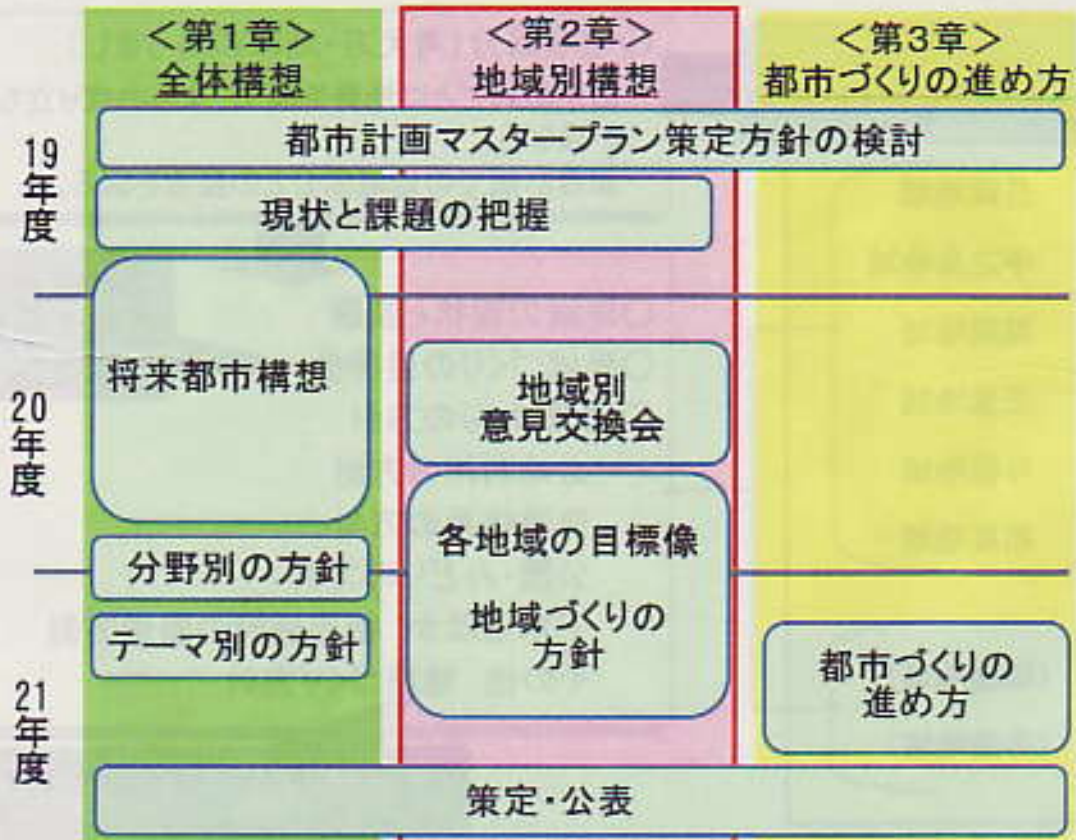 <第1章>
全体構想
<第2章>
地域別構想
<第3章>
都市づくりの進め方
19年度
都市計画マスタープラン策定方針の検討
現状と課題の把握
20年度
将来都市構想
地域別
意見交換会
分野別の方針
各地域の目標像
地域づくりの
方針
21年度
テーマ別の方針
都市づくりの
進め方
策定・公表